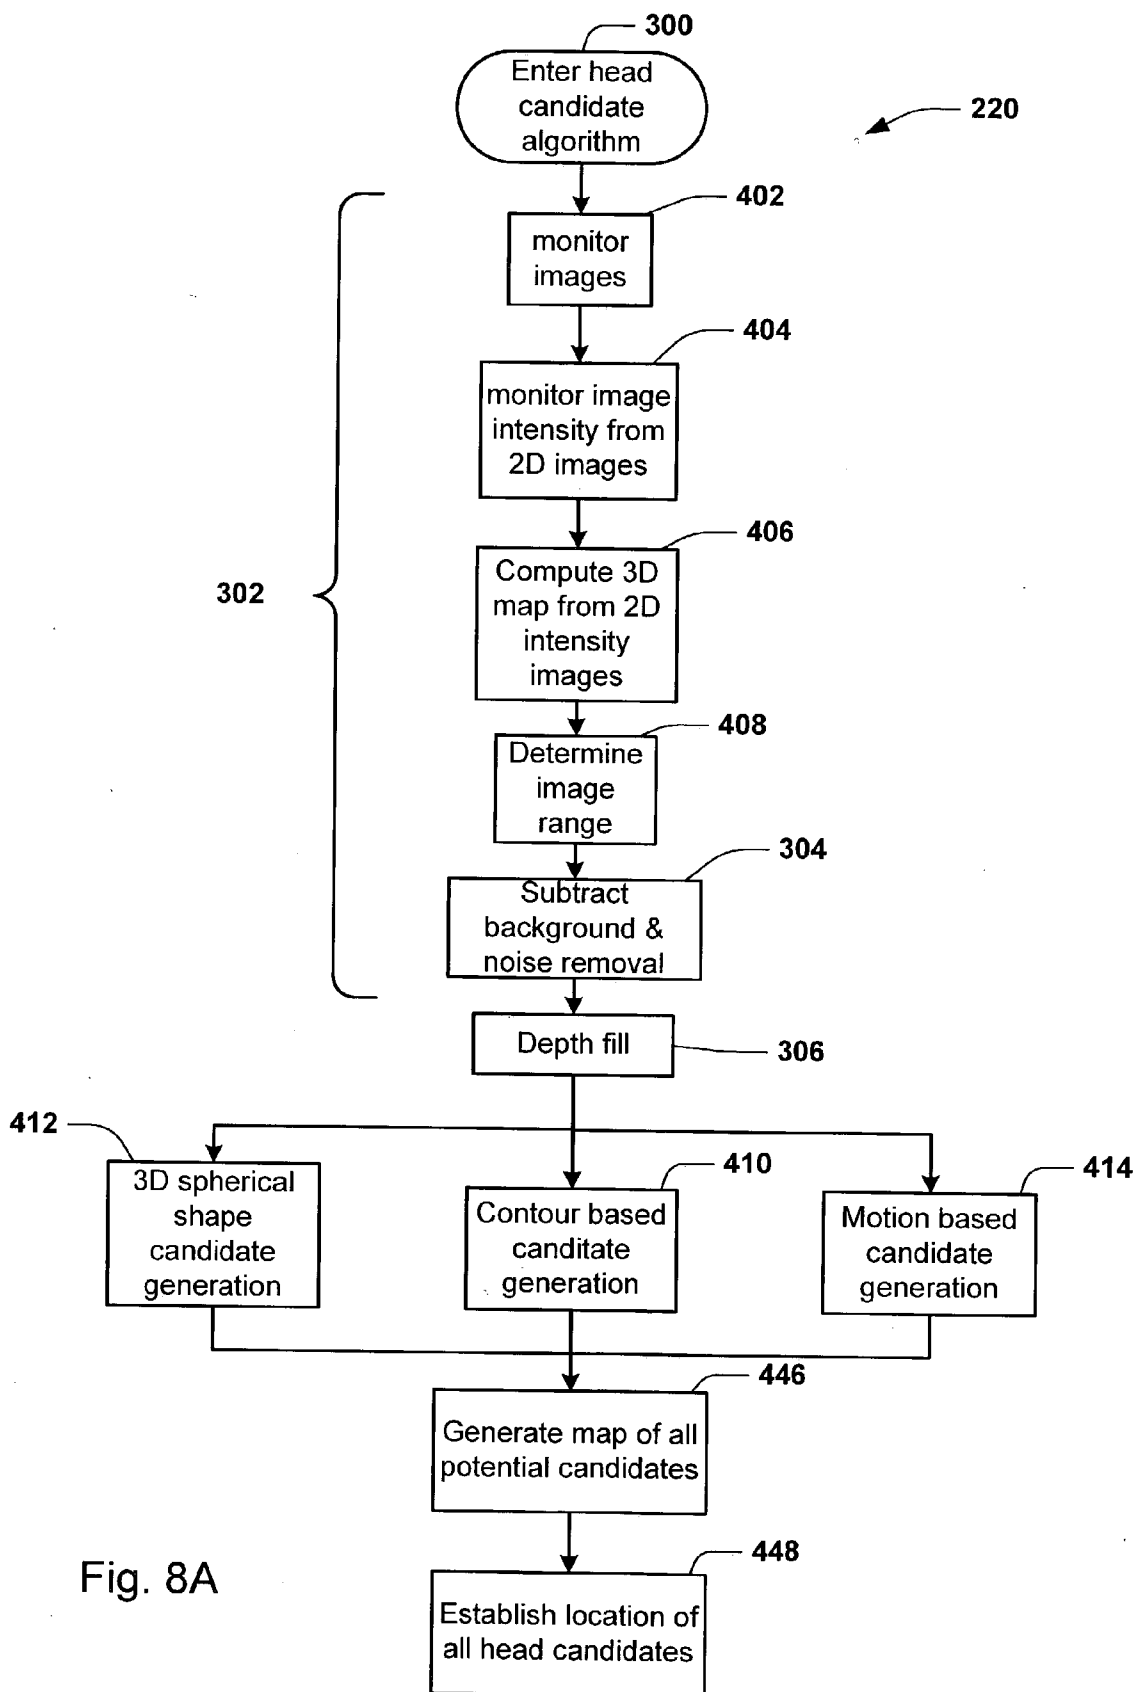 300
Enter head
candidate
algorithm
220
402
monitor
images
404
monitor image
intensity from
2D images
406
Compute 3D
map from 2D
intensity
images
302
408
Determine
image
range
304
Subtract
background &
noise removal
Depth fill
306
412
3D spherical
shape
candidate
generation
410
Contour based
canditate
generation
414
Motion based
candidate
generation
446
Generate map of all
potential candidates
448
Establish location of
all head candidates
Fig. 8A